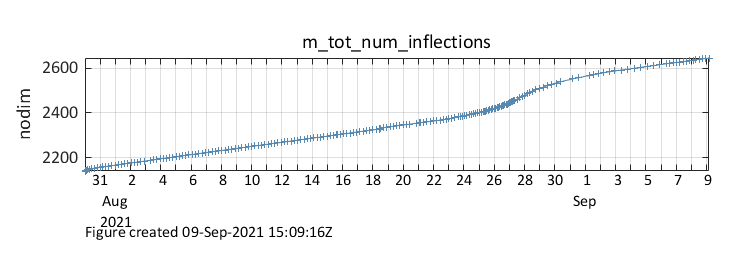 m_tot_num_inflections
2600
2400
2200
nodim
31 2 4 6 8 10 12 14 16 18 20 22 24 26 28 30 1 3 5 7 9
Aug Sep
2021
Figure created 09-Sep-2021 15:09:16Z